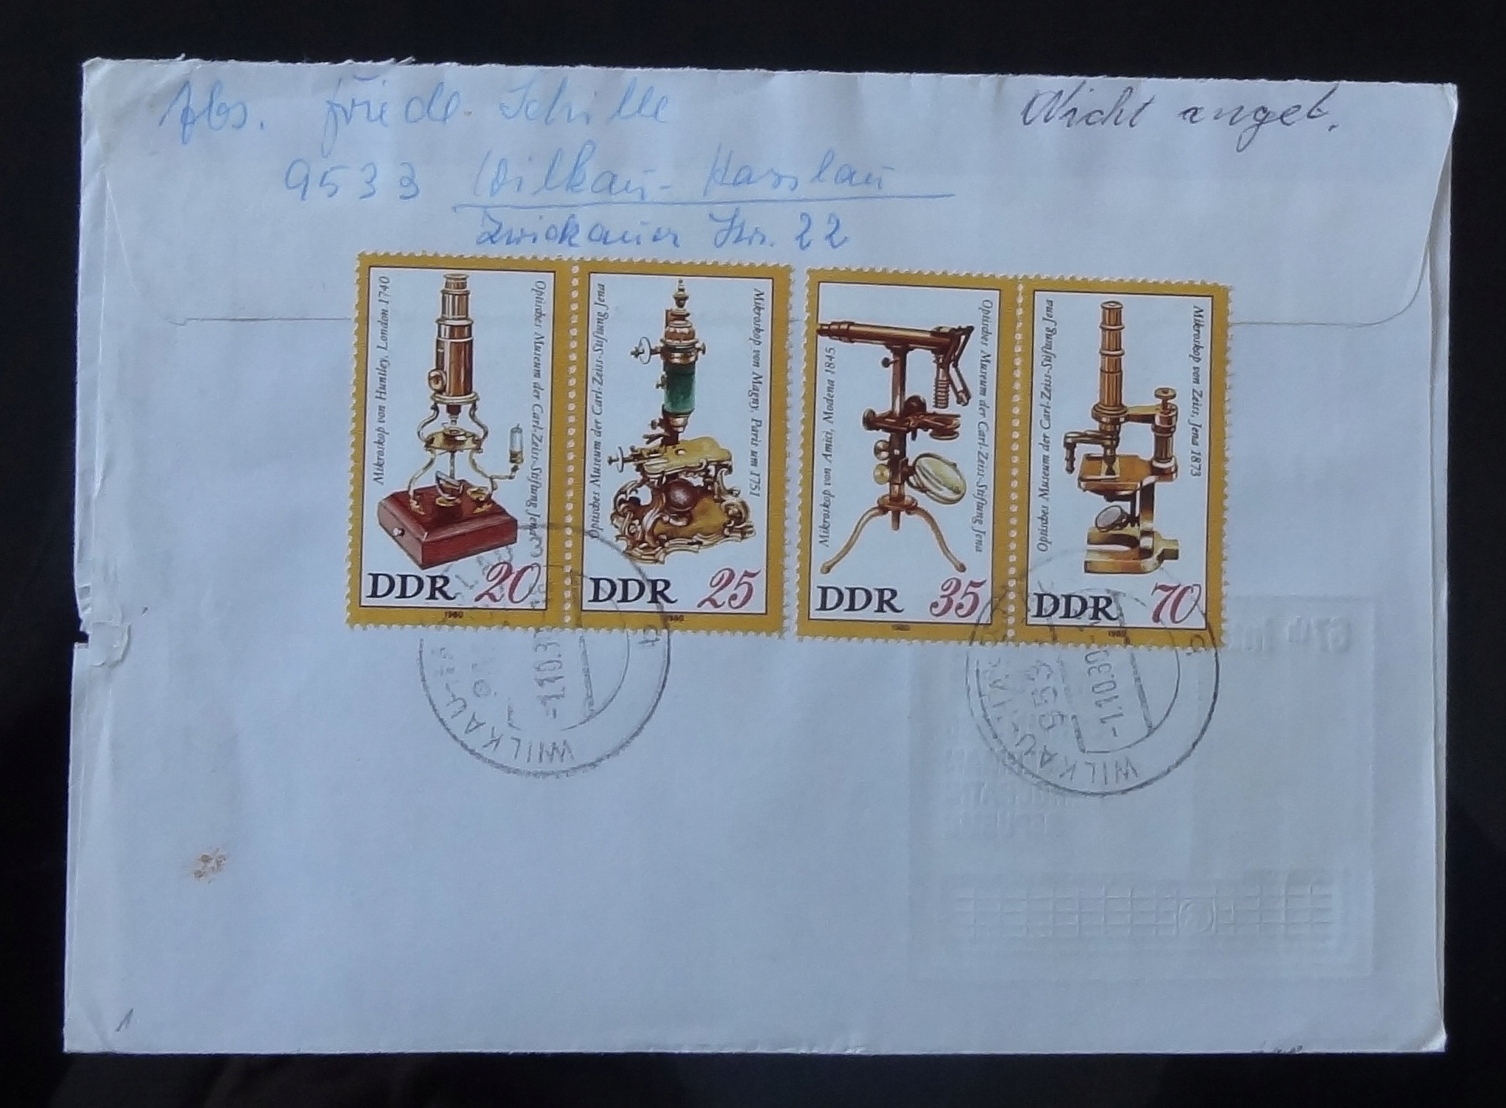 Abs. Friedl. Schille
Nicht angeb.
9533 Wilkau-Hasslau
Zwickauer Str. 22
Mikroskop von Huntley, London 1740
Optisches Museum der Carl-Zeiss-Stiftung Jena
DDR 20
1980
Optisches Museum der Carl-Zeiss-Stiftung Jena
Mikroskop von Magny, Paris um 1751
DDR 25
1980
Mikroskop von Amici, Modena 1845
Optisches Museum der Carl-Zeiss-Stiftung Jena
DDR 35
1980
Optisches Museum der Carl-Zeiss-Stiftung Jena
Mikroskop von Zeiss, Jena 1873
DDR 70
1980
WILKAU-
-1.10.80
WILKAU-
953
-1.10.80
1